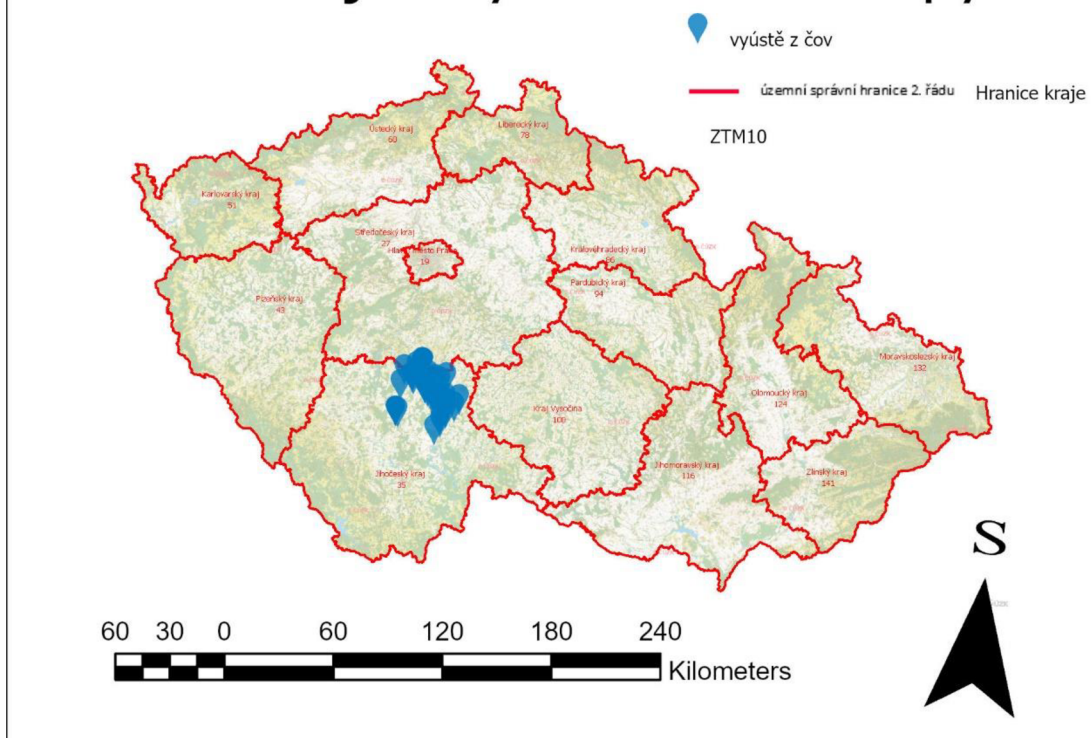 vyústě z čov
územní správní hranice 2. řádu Hranice kraje
ZTM10
Ústecký kraj
60
Liberecký kraj
78
Karlovarský kraj
51
Středočeský kraj
27
Hlavní město Praha
19
Královéhradecký kraj
86
Pardubický kraj
94
Plzeňský kraj
43
Moravskoslezský kraj
132
Olomoucký kraj
124
Kraj Vysočina
108
Jihočeský kraj
35
Jihomoravský kraj
116
Zlínský kraj
141
S
60 30 0 60 120 180 240
Kilometers